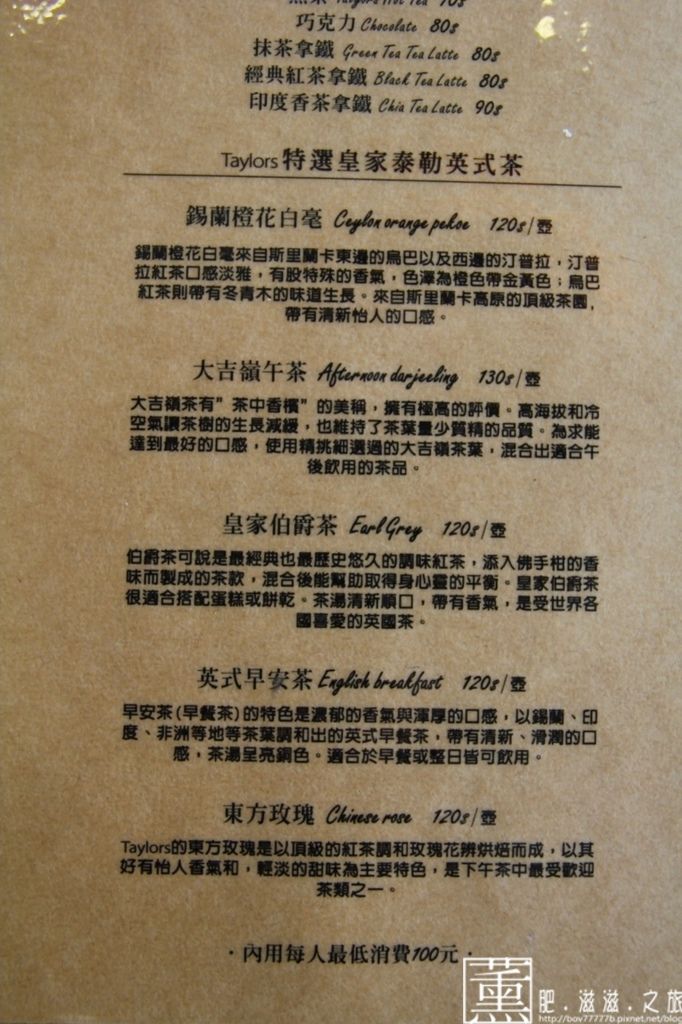 Taylors Hot Tea 70$
巧克力 Chocolate 80$
抹茶拿鐵 Green Tea Tea Latte 80$
經典紅茶拿鐵 Black Tea Latte 80$
印度香茶拿鐵 Chia Tea Latte 90$
Taylors 特選皇家泰勒英式茶
錫蘭橙花白毫 Ceylon orange pekoe 120$/壺
錫蘭橙花白毫來自斯里蘭卡東邊的烏巴以及西邊的汀普拉，汀普
拉紅茶口感淡雅，有股特殊的香氣，色澤為橙色帶金黃色；烏巴
紅茶則帶有冬青木的味道生長。來自斯里蘭卡高原的頂級茶園，
帶有清新怡人的口感。
大吉嶺午茶 Afternoon darjeeling 130$/壺
大吉嶺茶有”茶中香檳”的美稱，擁有極高的評價。高海拔和冷
空氣讓茶樹的生長減緩，也維持了茶葉量少質精的品質。為求能
達到最好的口感，使用精挑細選過的大吉嶺茶葉，混合出適合午
後飲用的茶品。
皇家伯爵茶 Earl Grey 120$/壺
伯爵茶可說是最經典也最歷史悠久的調味紅茶，添入佛手柑的香
味而製成的茶款，混合後能幫助取得身心靈的平衡。皇家伯爵茶
很適合搭配蛋糕或餅乾。茶湯清新順口，帶有香氣，是受世界各
國喜愛的英國茶。
英式早安茶 English breakfast 120$/壺
早安茶(早餐茶)的特色是濃郁的香氣與渾厚的口感，以錫蘭、印
度、非洲等地等茶葉調和出的英式早餐茶，帶有清新、滑潤的口
感，茶湯呈亮銅色。適合於早餐或整日皆可飲用。
東方玫瑰 Chinese rose 120$/壺
Taylors的東方玫瑰是以頂級的紅茶調和玫瑰花辨烘焙而成，以其
好有怡人香氣和，輕淡的甜味為主要特色，是下午茶中最受歡迎
茶類之一。
·內用每人最低消費100元·
薰 肥.滋滋.之旅
http://bov77777b.pixnet.net/blog